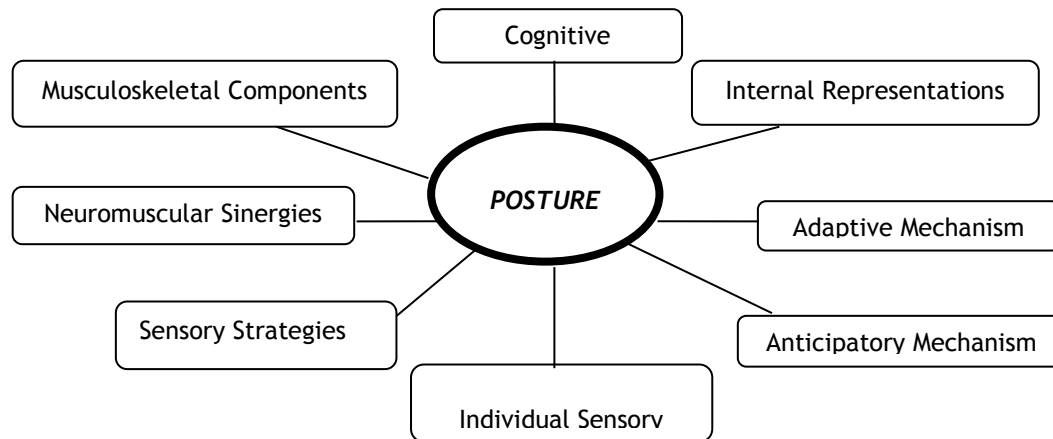 Cognitive
Musculoskeletal Components
Internal Representations
POSTURE
Neuromuscular Sinergies
Adaptive Mechanism
Sensory Strategies
Anticipatory Mechanism
Individual Sensory